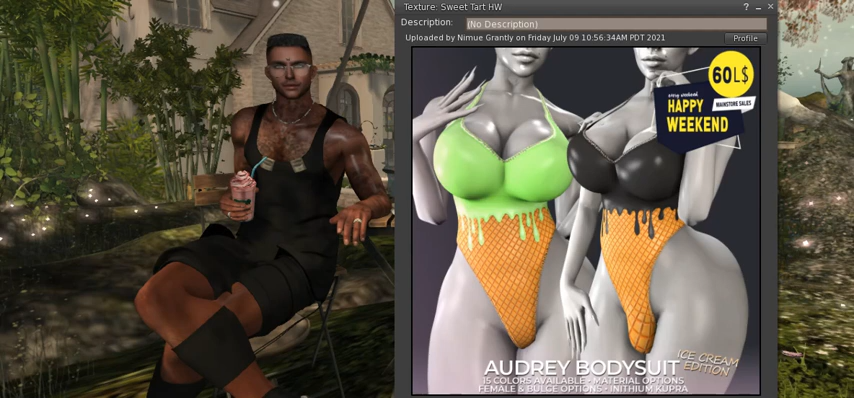 Texture: Sweet Tart HW
? _ ×
Description: (No Description)
Uploaded by Nimue Grantly on Friday July 09 10:56.34AM PDT 2021
Profile
60L$
every weekend
HAPPY
WEEKEND
MAINSTORE SALES
AUDREY BODYSUIT
ICE CREAM
EDITION
15 COLORS AVAILABLE • MATERIAL OPTIONS
FEMALE & BULGE OPTIONS • INITHIUM KUPRA